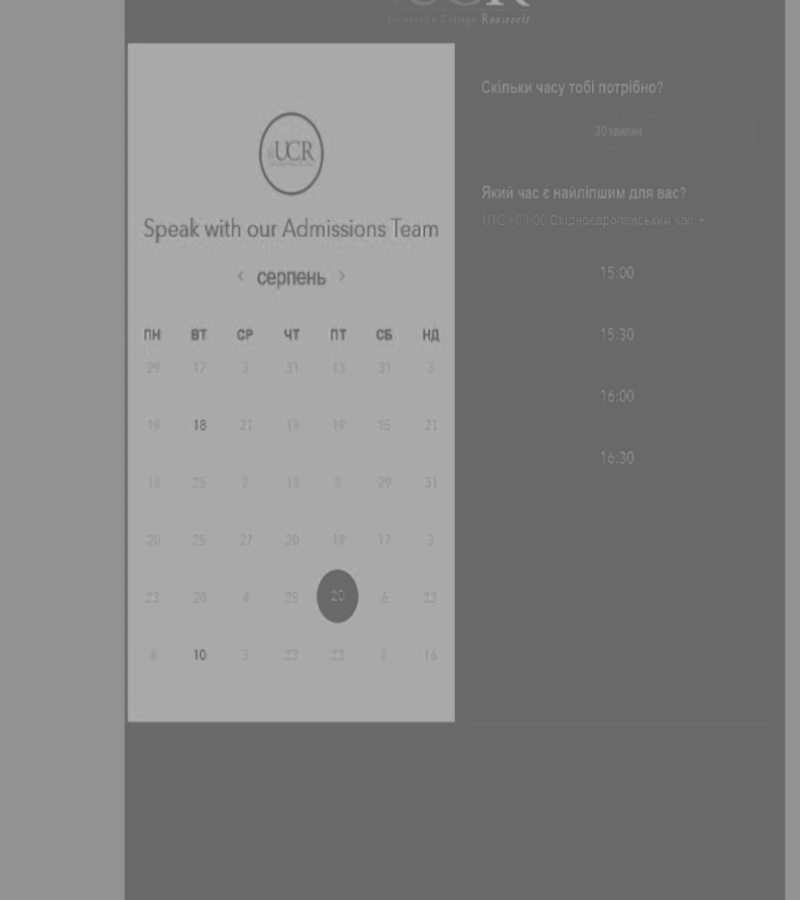 University College Roosevelt
UCR
Speak with our Admissions Team
‹ серпень ›
ПН ВТ СР ЧТ ПТ СБ НД
29 17 3 31 13 31 3
19 18 21 13 19 15 21
13 25 2 13 2 29 31
20 25 27 20 19 17 3
23 28 4 25 20 6 22
4 10 3 23 23 2 16
Скільки часу тобі потрібно?
30 хвилин
Який час є найліпшим для вас?
UTC +03:00 Східноєвропейський час
15:00
15:30
16:00
16:30